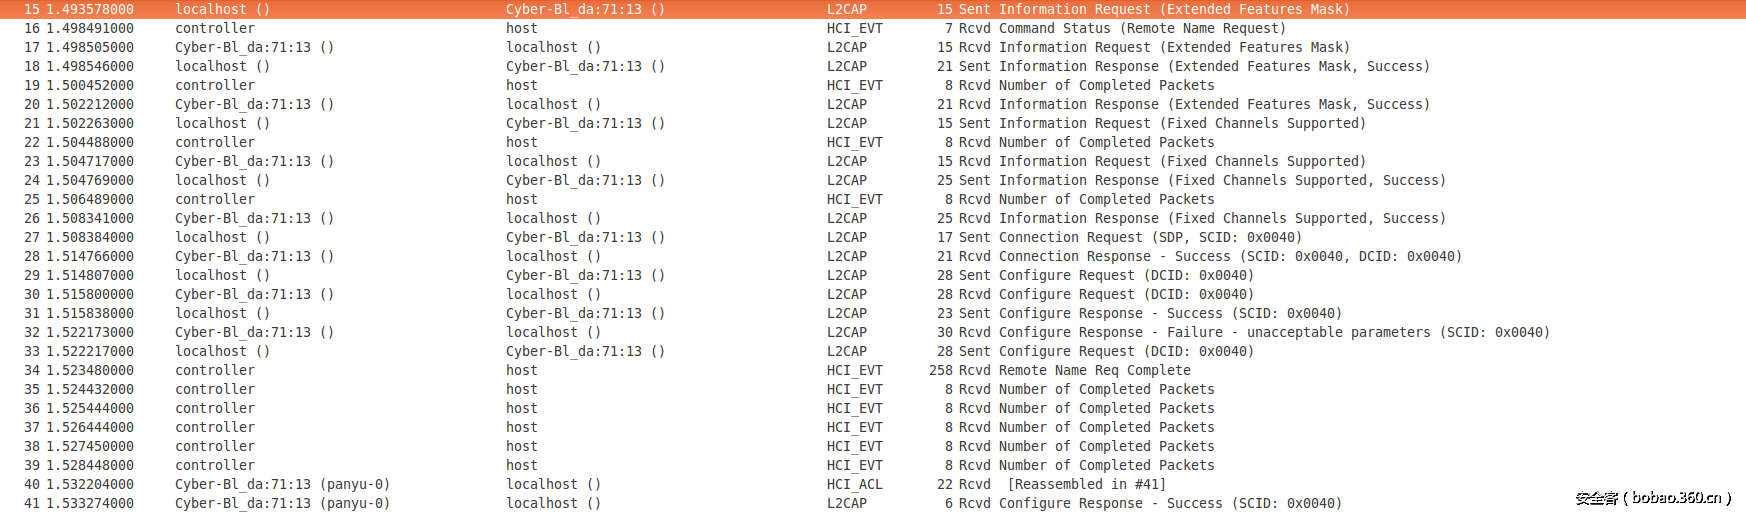 15 1.493578000 localhost () Cyber-Bl_da:71:13 () L2CAP 15 Sent Information Request (Extended Features Mask)
16 1.498491000 controller host HCI_EVT 7 Rcvd Command Status (Remote Name Request)
17 1.498505000 Cyber-Bl_da:71:13 () localhost () L2CAP 15 Rcvd Information Request (Extended Features Mask)
18 1.498546000 localhost () Cyber-Bl_da:71:13 () L2CAP 21 Sent Information Response (Extended Features Mask, Success)
19 1.500452000 controller host HCI_EVT 8 Rcvd Number of Completed Packets
20 1.502212000 Cyber-Bl_da:71:13 () localhost () L2CAP 21 Rcvd Information Response (Extended Features Mask, Success)
21 1.502263000 localhost () Cyber-Bl_da:71:13 () L2CAP 15 Sent Information Request (Fixed Channels Supported)
22 1.504488000 controller host HCI_EVT 8 Rcvd Number of Completed Packets
23 1.504717000 Cyber-Bl_da:71:13 () localhost () L2CAP 15 Rcvd Information Request (Fixed Channels Supported)
24 1.504769000 localhost () Cyber-Bl_da:71:13 () L2CAP 25 Sent Information Response (Fixed Channels Supported, Success)
25 1.506489000 controller host HCI_EVT 8 Rcvd Number of Completed Packets
26 1.508341000 Cyber-Bl_da:71:13 () localhost () L2CAP 25 Rcvd Information Response (Fixed Channels Supported, Success)
27 1.508384000 localhost () Cyber-Bl_da:71:13 () L2CAP 17 Sent Connection Request (SDP, SCID: 0x0040)
28 1.514766000 Cyber-Bl_da:71:13 () localhost () L2CAP 21 Rcvd Connection Response - Success (SCID: 0x0040, DCID: 0x0040)
29 1.514807000 localhost () Cyber-Bl_da:71:13 () L2CAP 28 Sent Configure Request (DCID: 0x0040)
30 1.515800000 Cyber-Bl_da:71:13 () localhost () L2CAP 28 Rcvd Configure Request (DCID: 0x0040)
31 1.515838000 localhost () Cyber-Bl_da:71:13 () L2CAP 23 Sent Configure Response - Success (SCID: 0x0040)
32 1.522173000 Cyber-Bl_da:71:13 () localhost () L2CAP 30 Rcvd Configure Response - Failure - unacceptable parameters (SCID: 0x0040)
33 1.522217000 localhost () Cyber-Bl_da:71:13 () L2CAP 28 Sent Configure Request (DCID: 0x0040)
34 1.523480000 controller host HCI_EVT 258 Rcvd Remote Name Req Complete
35 1.524432000 controller host HCI_EVT 8 Rcvd Number of Completed Packets
36 1.525444000 controller host HCI_EVT 8 Rcvd Number of Completed Packets
37 1.526444000 controller host HCI_EVT 8 Rcvd Number of Completed Packets
38 1.527450000 controller host HCI_EVT 8 Rcvd Number of Completed Packets
39 1.528448000 controller host HCI_EVT 8 Rcvd Number of Completed Packets
40 1.532204000 Cyber-Bl_da:71:13 (panyu-0) localhost () HCI_ACL 22 Rcvd [Reassembled in #41]
41 1.533274000 Cyber-Bl_da:71:13 (panyu-0) localhost () L2CAP 6 Rcvd Configure Response - Success (SCID: 0x0040)
安全客 ( bobao.360.cn )